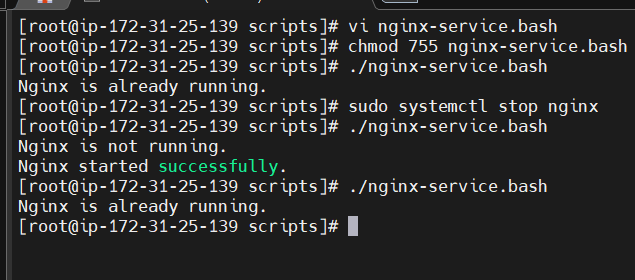 [root@ip-172-31-25-139 scripts]# vi nginx-service.bash
[root@ip-172-31-25-139 scripts]# chmod 755 nginx-service.bash
[root@ip-172-31-25-139 scripts]# ./nginx-service.bash
Nginx is already running.
[root@ip-172-31-25-139 scripts]# sudo systemctl stop nginx
[root@ip-172-31-25-139 scripts]# ./nginx-service.bash
Nginx is not running.
Nginx started successfully.
[root@ip-172-31-25-139 scripts]# ./nginx-service.bash
Nginx is already running.
[root@ip-172-31-25-139 scripts]#